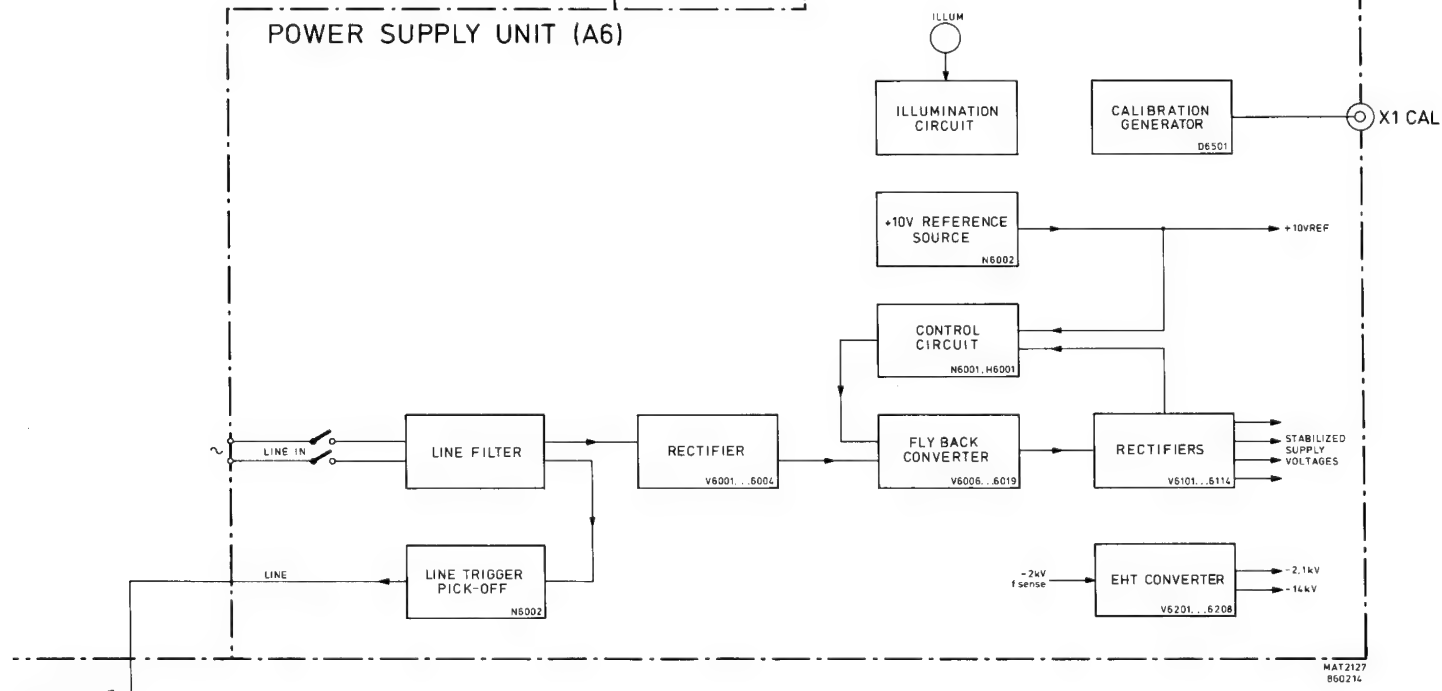 POWER SUPPLY UNIT (A6)
ILLUM
ILLUMINATION
CIRCUIT
CALIBRATION
GENERATOR
D6501
X1 CAL
+10V REFERENCE
SOURCE
N6002
+10VREF
CONTROL
CIRCUIT
N6001, H6001
~
LINE IN
LINE FILTER
RECTIFIER
V6001...6004
FLY BACK
CONVERTER
V6006...6019
RECTIFIERS
V6101...6114
STABILIZED
SUPPLY
VOLTAGES
LINE
LINE TRIGGER
PICK-OFF
N6002
-2kV
f sense
EHT CONVERTER
V6201...6208
-2,1kV
-14kV
MAT2127
860214